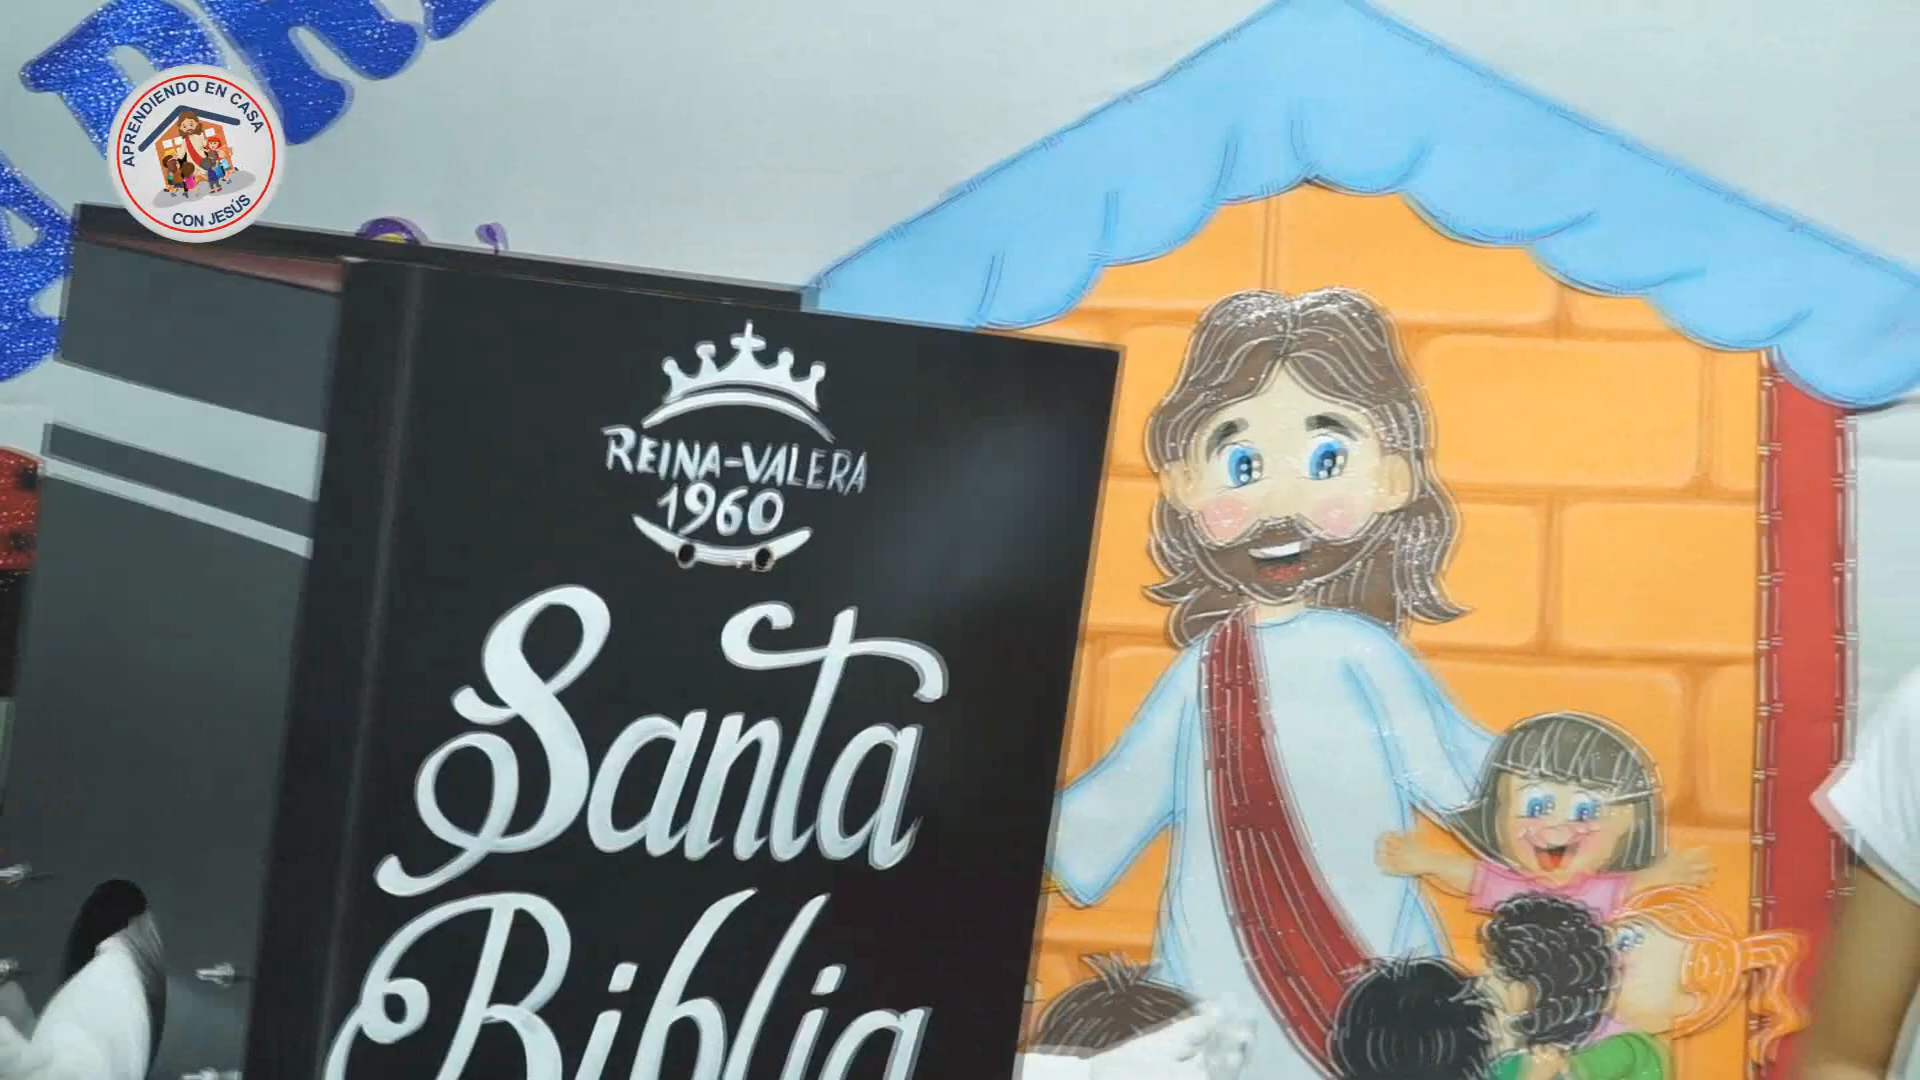 APRENDIENDO EN CASA
CON JESÚS
REINA-VALERA
1960
Santa
Biblia